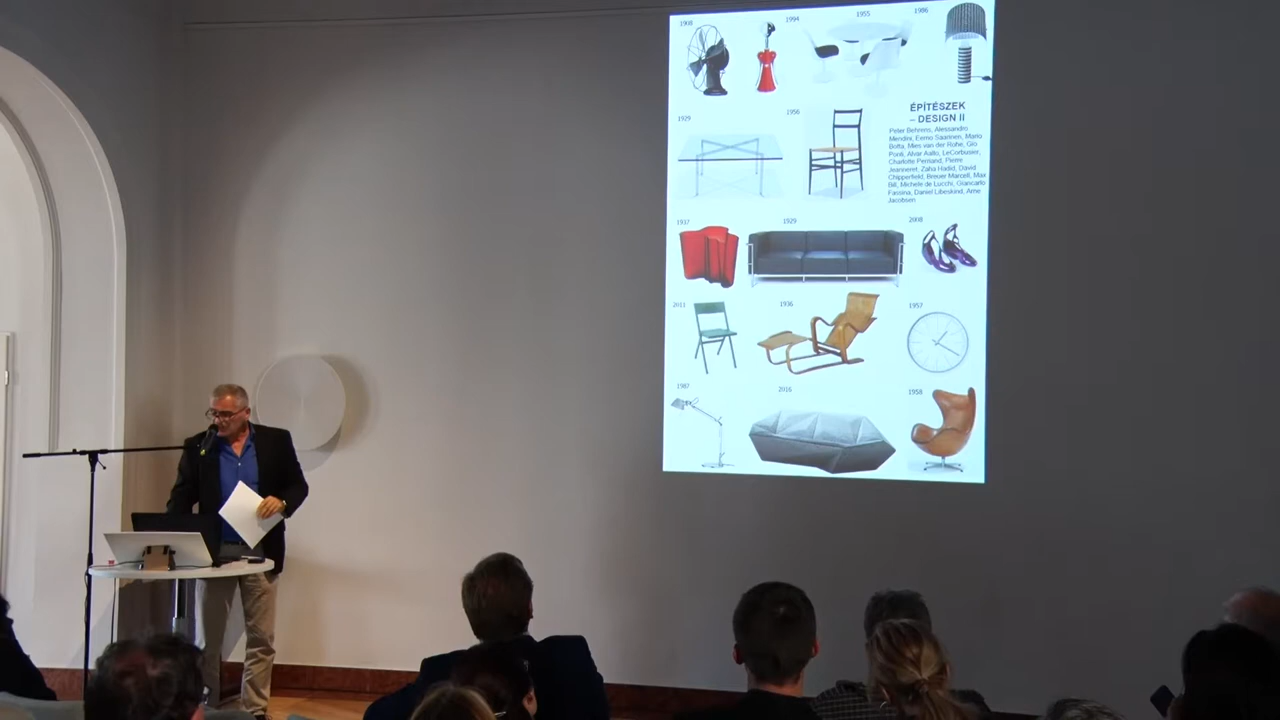 1908
1994
1955
1986
1929
1956
ÉPÍTÉSZEK
– DESIGN II
Peter Behrens, Alessandro
Mendini, Eerno Saarinen, Mario
Botta, Mies van der Rohe, Gio
Ponti, Alvar Aalto, LeCorbusier,
Charlotte Perriand, Pierre
Jeanneret, Zaha Hadid, David
Chipperfield, Breuer Marcell, Max
Bill, Michele de Lucchi, Giancarlo
Fassina, Daniel Libeskind, Arne
Jacobsen
1937
1929
2008
2011
1936
1957
1987
2016
1958